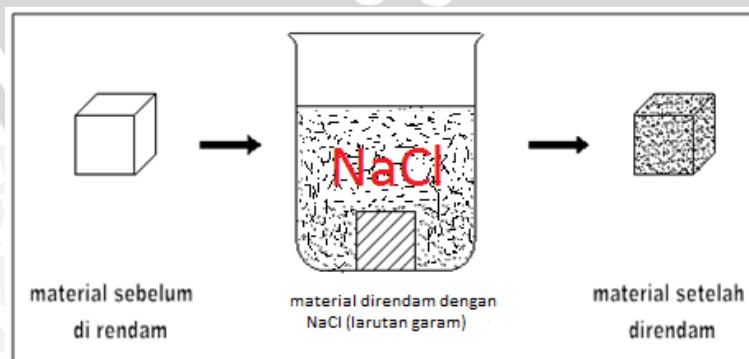 NaCl
material sebelum
di rendam
material direndam dengan
NaCl (larutan garam)
material setelah
direndam